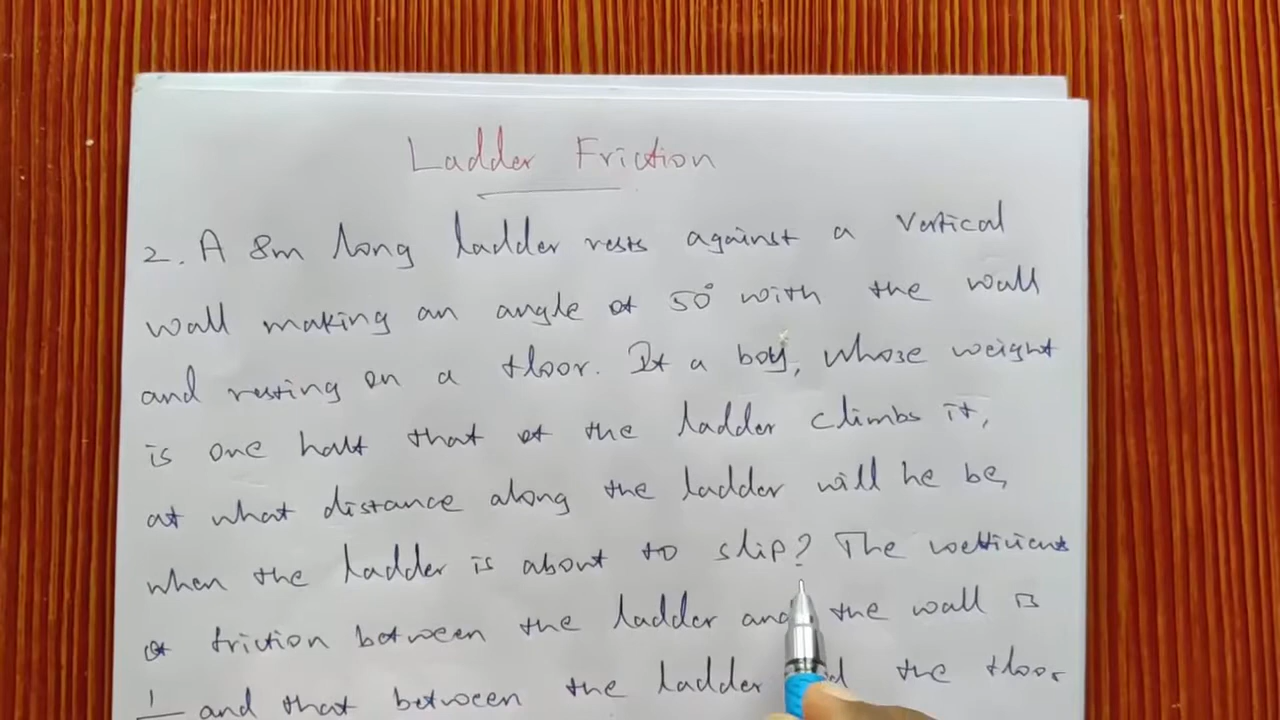 Ladder Friction
2. A 8m long ladder rests against a vertical
wall making an angle of 50° with the wall
and resting on a floor. If a boy, whose weight
is one half that of the ladder climbs it,
at what distance along the ladder will he be,
when the ladder is about to slip? The coefficient
of friction between the ladder and the wall is
1 and that between the ladder the floor